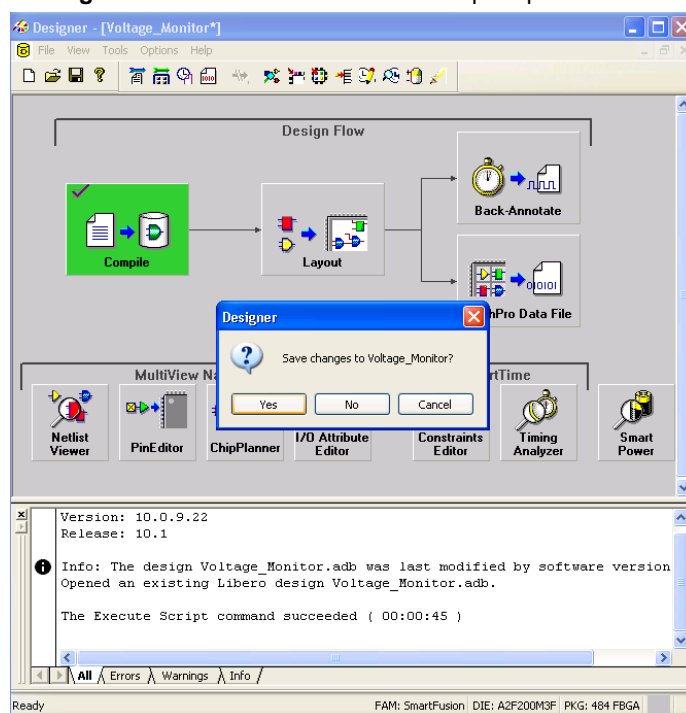 Designer - [Voltage_Monitor*]
File View Tools Options Help
Design Flow
Compile
Layout
Back-Annotate
Pro Data File
Designer
Save changes to Voltage_Monitor?
Yes No Cancel
MultiView
Netlist Viewer
PinEditor
ChipPlanner
I/O Attribute Editor
Constraints Editor
Timing Analyzer
Smart Power
Version: 10.0.9.22
Release: 10.1
Info: The design Voltage_Monitor.adb was last modified by software version
Opened an existing Libero design Voltage_Monitor.adb.
The Execute Script command succeeded ( 00:00:45 )
All Errors Warnings Info
Ready FAM: SmartFusion DIE: A2F200M3F PKG: 484 FBGA